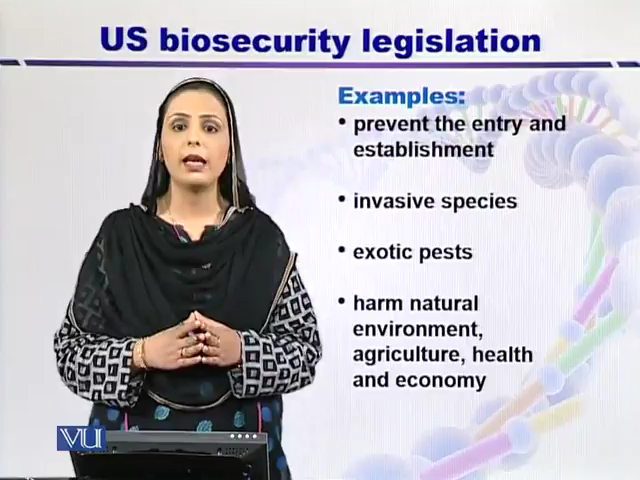 US biosecurity legislation
Examples:
• prevent the entry and
establishment
• invasive species
• exotic pests
• harm natural
environment,
agriculture, health
and economy
VU